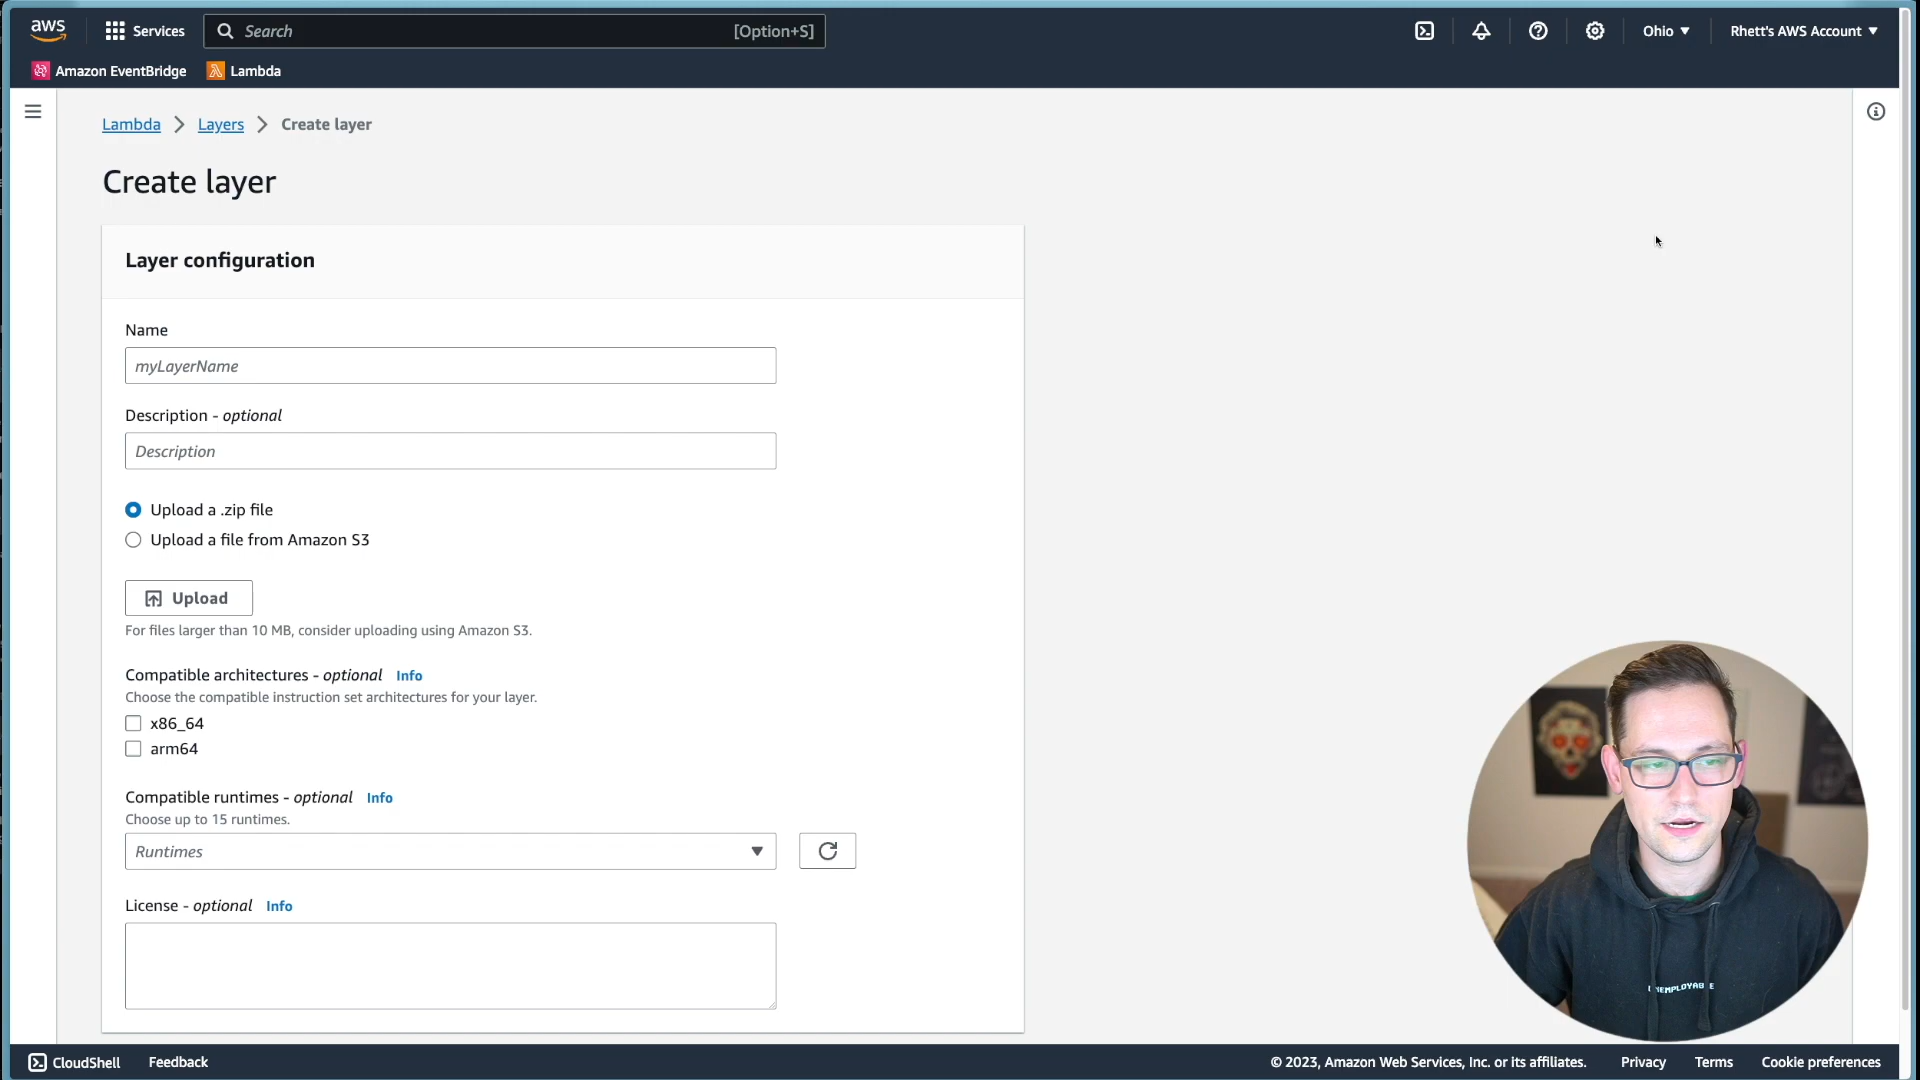 aws
Services
Search
[Option+S]
Ohio
Rhett's AWS Account
Amazon EventBridge
Lambda
Lambda
Layers
Create layer
Create layer
Layer configuration
Name
myLayerName
Description - optional
Description
Upload a .zip file
Upload a file from Amazon S3
Upload
For files larger than 10 MB, consider uploading using Amazon S3.
Compatible architectures - optional Info
Choose the compatible instruction set architectures for your layer.
x86_64
arm64
Compatible runtimes - optional Info
Choose up to 15 runtimes.
Runtimes
License - optional Info
CloudShell
Feedback
© 2023, Amazon Web Services, Inc. or its affiliates.
Privacy
Terms
Cookie preferences